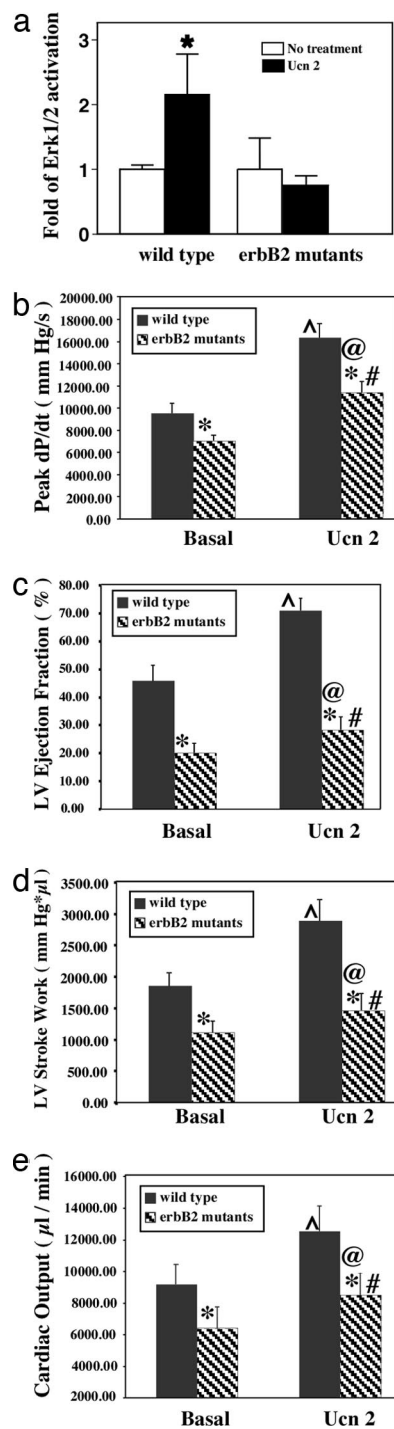 a
Fold of Erk1/2 activation
3
2
1
0
*
No treatment
Ucn 2
wild type
erbB2 mutants
b
Peak dP/dt ( mm Hg/s )
20000.00
18000.00
16000.00
14000.00
12000.00
10000.00
8000.00
6000.00
4000.00
2000.00
0.00
wild type
erbB2 mutants
*
^
@
* #
Basal
Ucn 2
c
LV Ejection Fraction ( % )
80.00
70.00
60.00
50.00
40.00
30.00
20.00
10.00
0.00
wild type
erbB2 mutants
*
^
@
* #
Basal
Ucn 2
d
LV Stroke Work ( mm Hg*µl )
3500.00
3000.00
2500.00
2000.00
1500.00
1000.00
500.00
0.00
wild type
erbB2 mutants
*
^
@
* #
Basal
Ucn 2
e
Cardiac Output ( µl / min )
16000.00
14000.00
12000.00
10000.00
8000.00
6000.00
4000.00
2000.00
wild type
erbB2 mutants
*
^
@
* #
Basal
Ucn 2